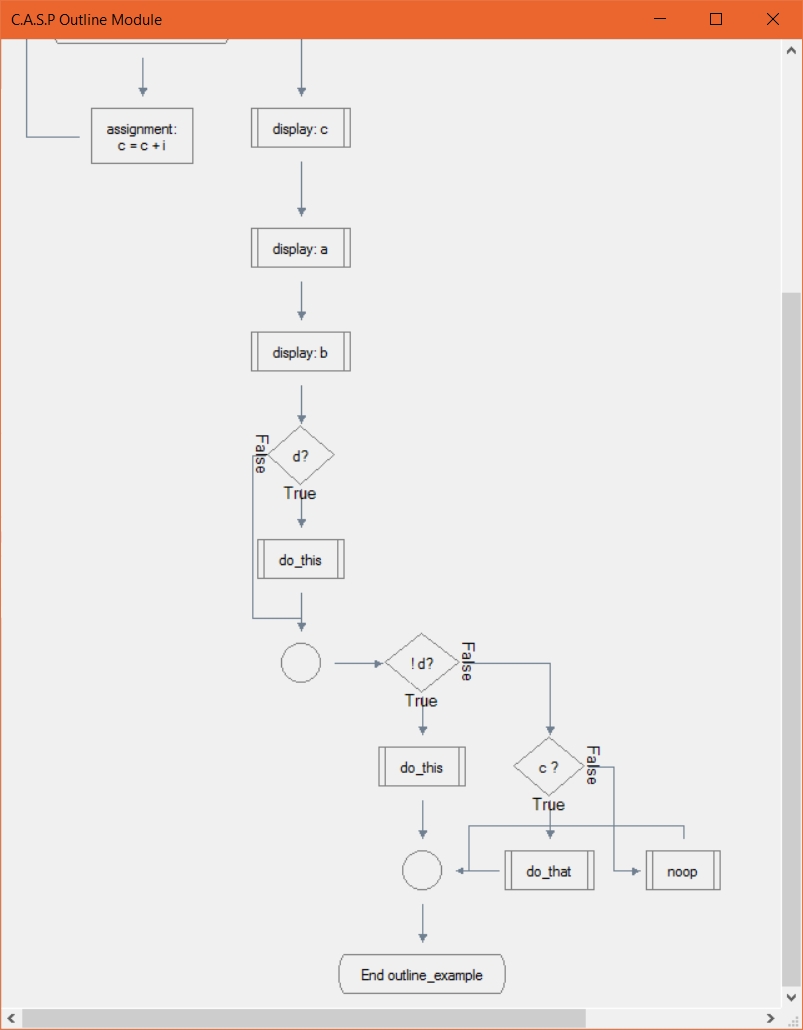 C.A.S.P Outline Module
assignment:
c = c + i
display: c
display: a
display: b
False
d?
True
do_this
! d?
False
True
do_this
c ?
False
True
do_that
noop
End outline_example